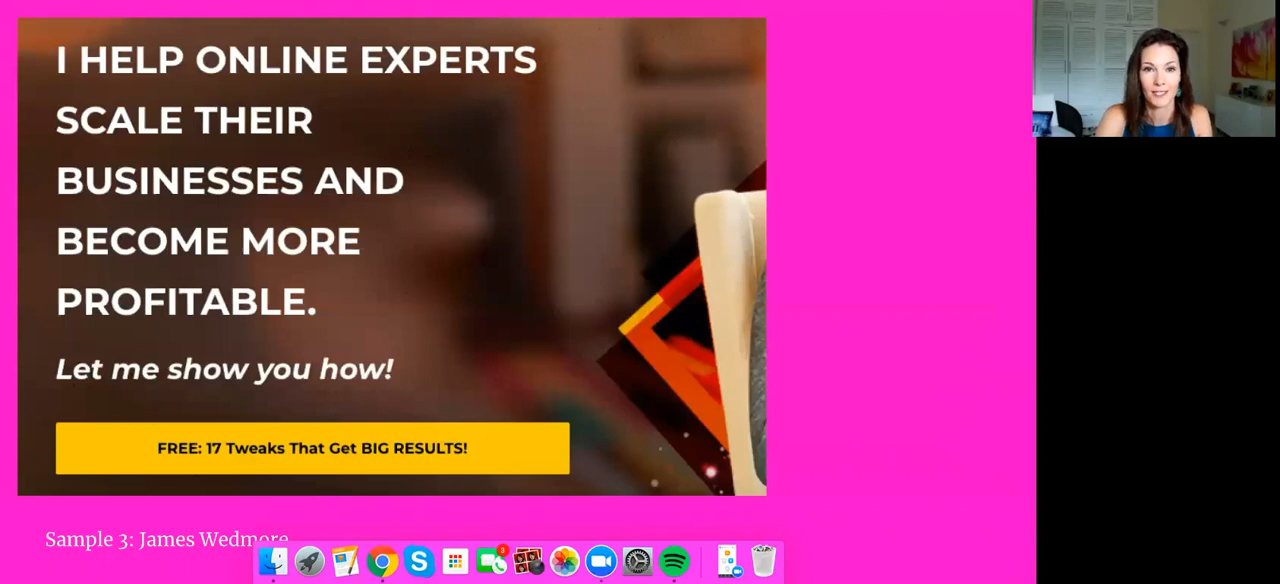 I HELP ONLINE EXPERTS
SCALE THEIR
BUSINESSES AND
BECOME MORE
PROFITABLE.
Let me show you how!
FREE: 17 Tweaks That Get BIG RESULTS!
Sample 3: James Wedmore
3